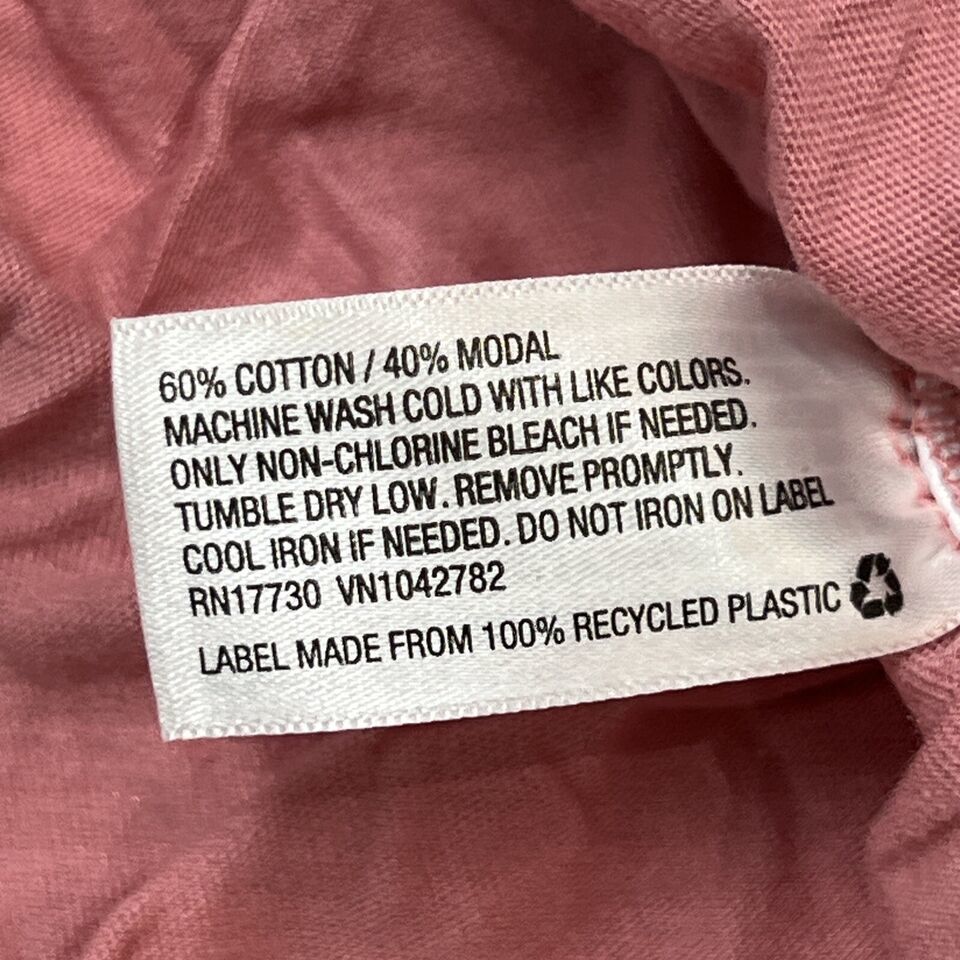 60% COTTON / 40% MODAL
MACHINE WASH COLD WITH LIKE COLORS.
ONLY NON-CHLORINE BLEACH IF NEEDED.
TUMBLE DRY LOW. REMOVE PROMPTLY.
COOL IRON IF NEEDED. DO NOT IRON ON LABEL
RN17730 VN1042782
LABEL MADE FROM 100% RECYCLED PLASTIC